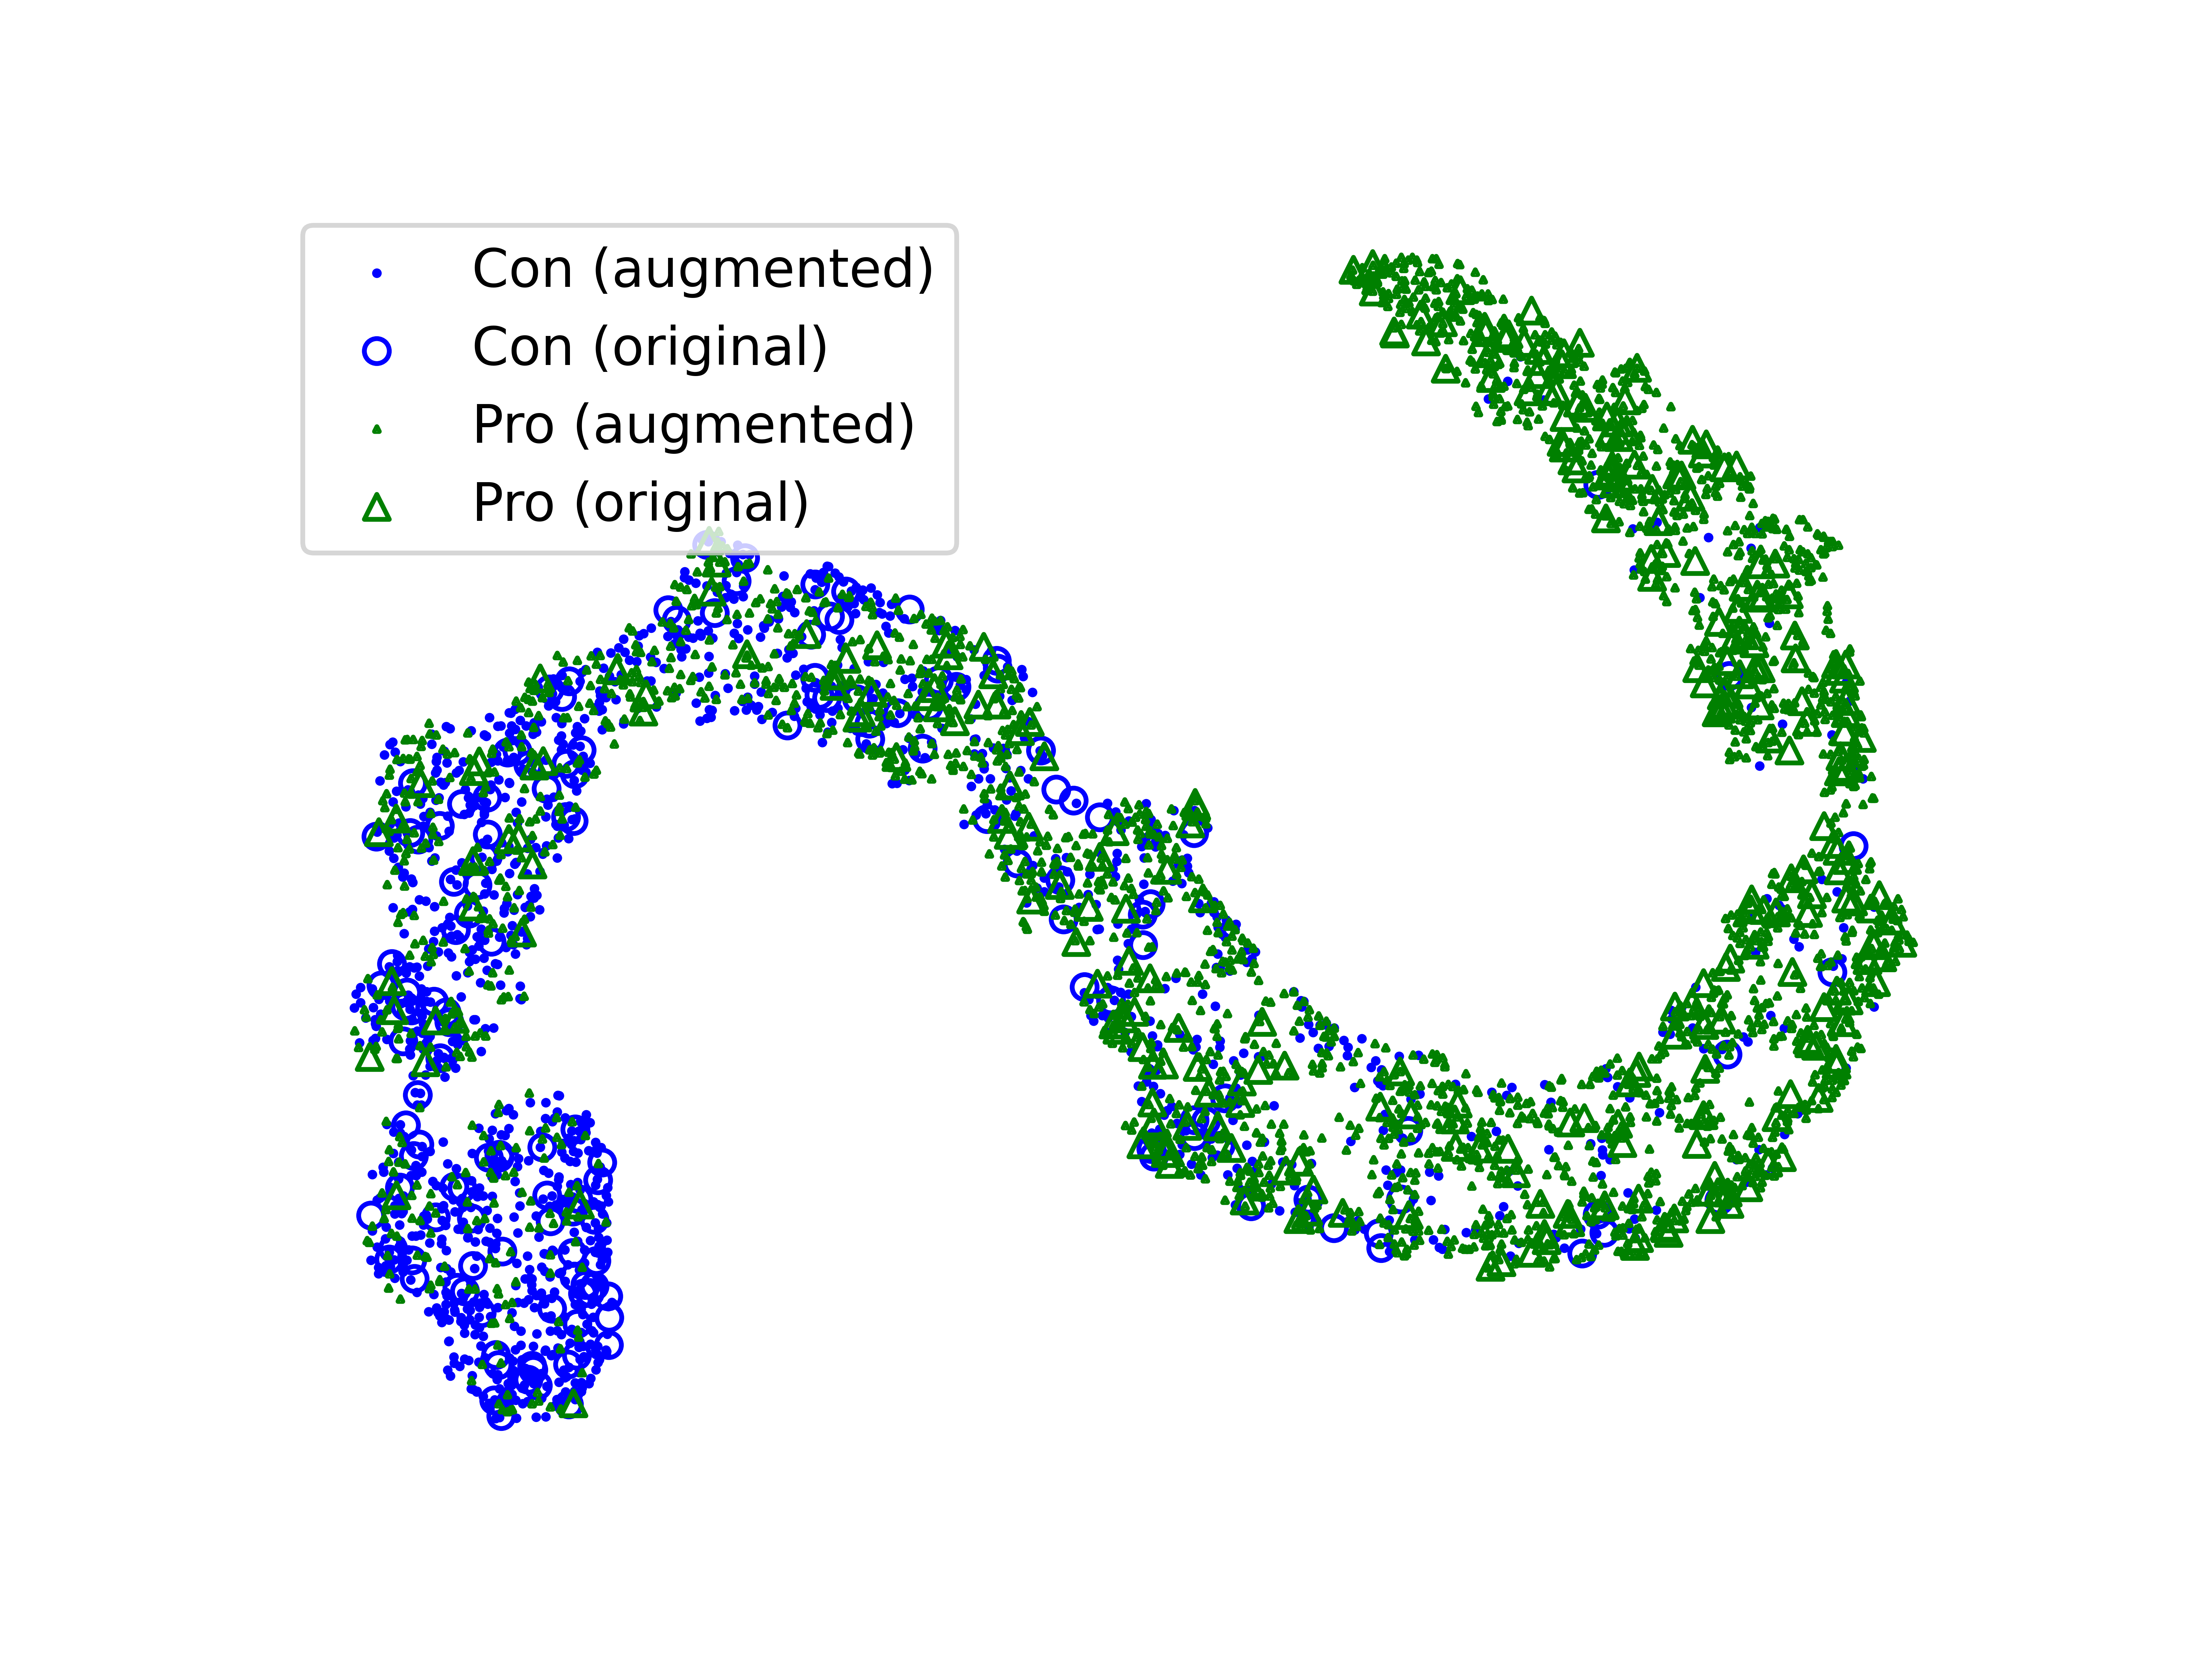 Con (augmented)
Con (original)
Pro (augmented)
Pro (original)